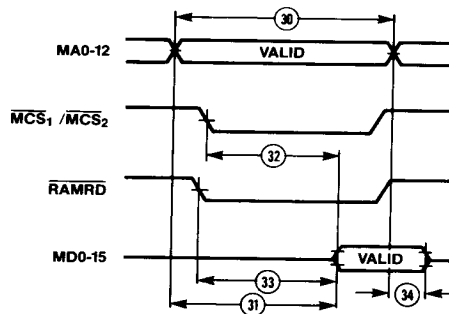 30
MA0-12 VALID
MCS1 /MCS2
32
RAMRD
MD0-15 VALID
33 34
31